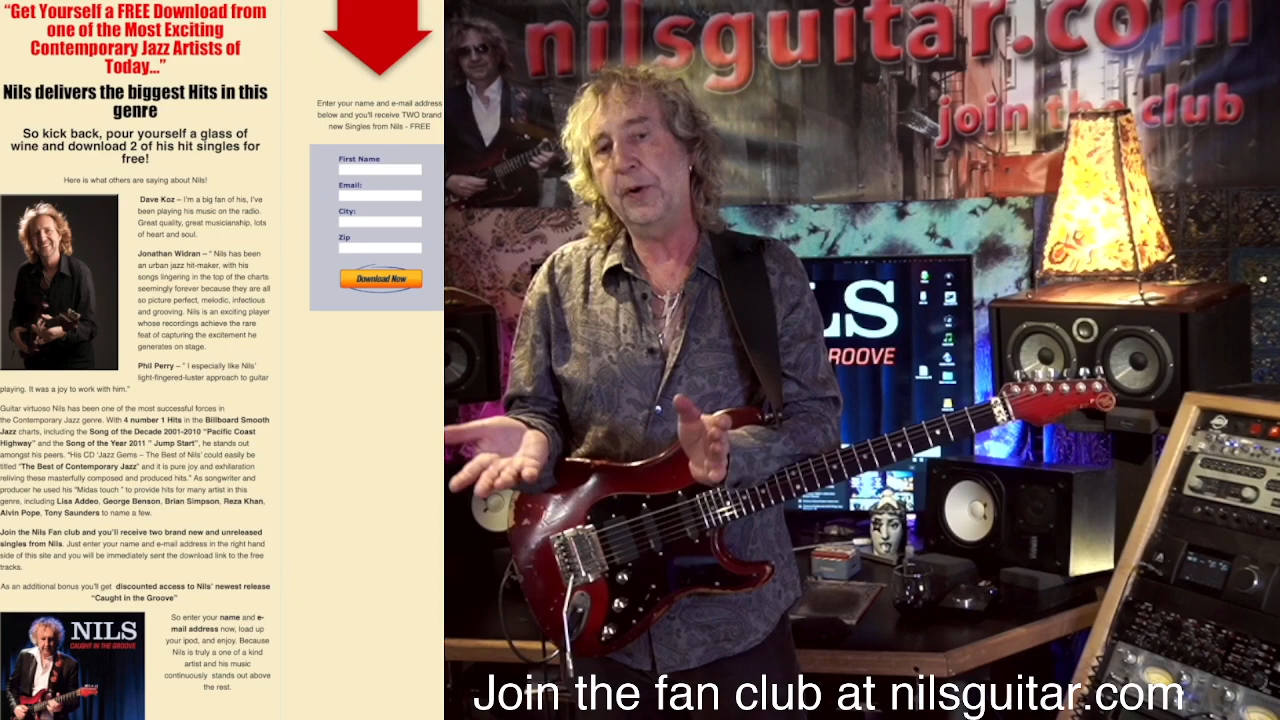 “Get Yourself a FREE Download from
one of the Most Exciting
Contemporary Jazz Artists of
Today...”
Nils delivers the biggest Hits in this
genre
So kick back, pour yourself a glass of
wine and download 2 of his hit singles for
free!
Here is what others are saying about Nils!
Dave Koz – I'm a big fan of his, I've
been playing his music on the radio.
Great quality, great musicianship, lots
of heart and soul.
Jonathan Widran – “ Nils has been
an urban jazz hit-maker, with his
songs lingering in the top of the charts
seemingly forever because they are all
so picture perfect, melodic, infectious
and grooving. Nils is an exciting player
whose recordings achieve the rare
feat of capturing the excitement he
generates on stage.
Phil Perry – ” I especially like Nils’
light-fingered-luster approach to guitar
playing. It was a joy to work with him.”
Guitar virtuoso Nils has been one of the most successful forces in
the Contemporary Jazz genre. With 4 number 1 Hits in the Billboard Smooth
Jazz charts, including the Song of the Decade 2001-2010 “Pacific Coast
Highway” and the Song of the Year 2011 ” Jump Start”, he stands out
amongst his peers. “His CD ‘Jazz Gems – The Best of Nils’ could easily be
titled “The Best of Contemporary Jazz” and it is pure joy and exhilaration
reliving these masterfully composed and produced hits.” As songwriter and
producer he used his “Midas touch ” to provide hits for many artist in this
genre, including Lisa Addeo, George Benson, Brian Simpson, Reza Khan,
Alvin Pope, Tony Saunders to name a few.
Join the Nils Fan club and you’ll receive two brand new and unreleased
singles from Nils. Just enter your name and e-mail address in the right hand
side of this site and you will be immediately sent the download link to the free
tracks.
As an additional bonus you’ll get discounted access to Nils’ newest release
“Caught in the Groove”
NILS
CAUGHT IN THE GROOVE
So enter your name and e-
mail address now, load up
your ipod, and enjoy. Because
Nils is truly a one of a kind
artist and his music
continuously stands out above
the rest.
Enter your name and e-mail address
below and you'll receive TWO brand
new Singles from Nils - FREE
First Name
Email:
City:
Zip
Download Now
nilsguitar.com
join the club
LS
GROOVE
Join the fan club at nilsguitar.com